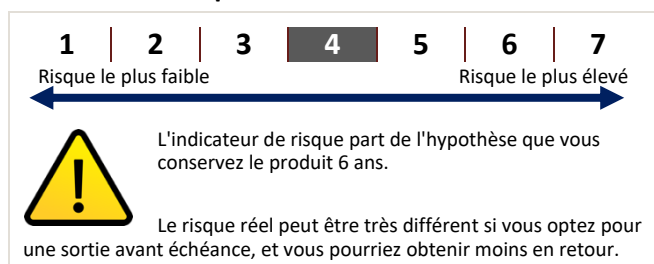 1 2 3 4 5 6 7
Risque le plus faible Risque le plus élevé
L'indicateur de risque part de l'hypothèse que vous
conservez le produit 6 ans.
Le risque réel peut être très différent si vous optez pour
une sortie avant échéance, et vous pourriez obtenir moins en retour.